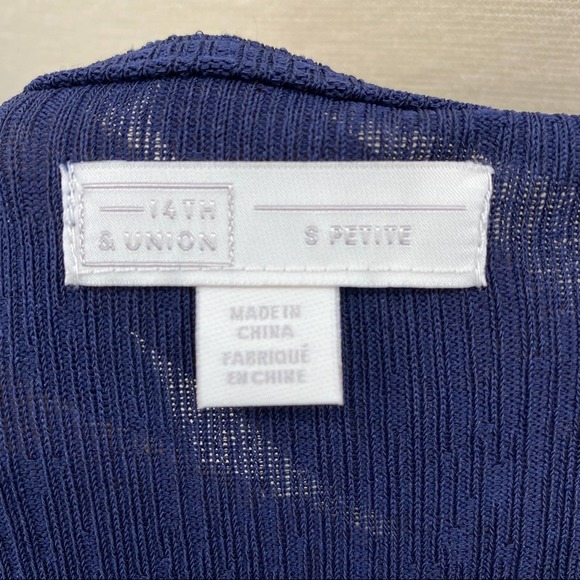 14TH
& UNION
S PETITE
MADE IN
CHINA
FABRIQUÉ
EN CHINE